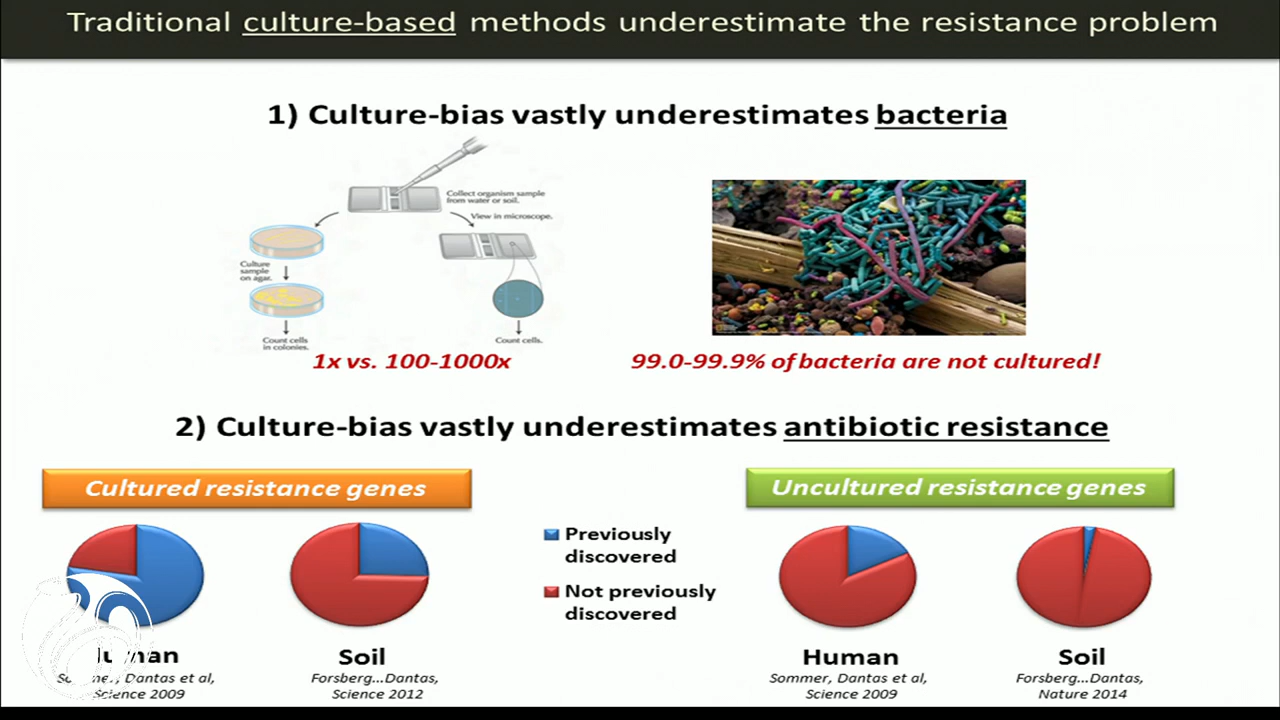 Traditional culture-based methods underestimate the resistance problem
1) Culture-bias vastly underestimates bacteria
Collect organism sample
from water or soil.
View in microscope.
Culture
sample
on agar.
Count cells
in colonies.
Count cells.
1x vs. 100-1000x
99.0-99.9% of bacteria are not cultured!
2) Culture-bias vastly underestimates antibiotic resistance
Cultured resistance genes
Uncultured resistance genes
Previously
discovered
Not previously
discovered
Human
Sommer, Dantas et al,
Science 2009
Soil
Forsberg...Dantas,
Science 2012
Human
Sommer, Dantas et al,
Science 2009
Soil
Forsberg...Dantas,
Nature 2014